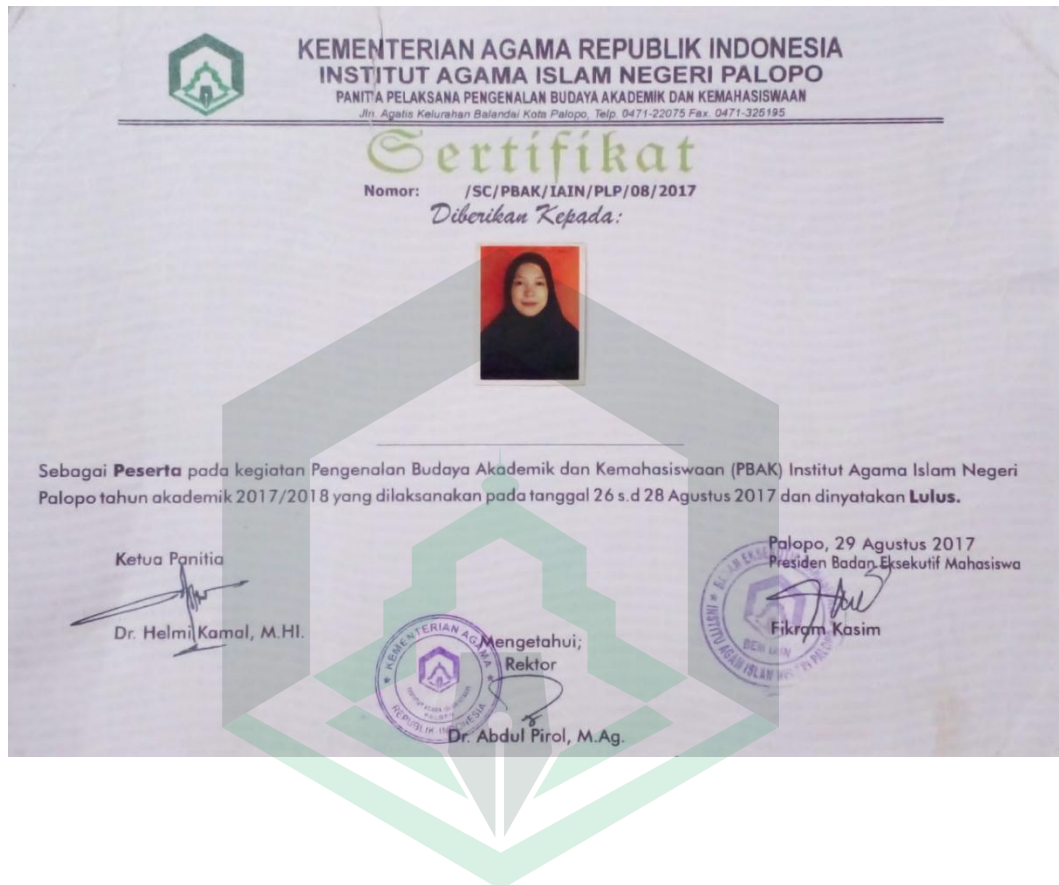 KEMENTERIAN AGAMA REPUBLIK INDONESIA
INSTITUT AGAMA ISLAM NEGERI PALOPO
PANITIA PELAKSANA PENGENALAN BUDAYA AKADEMIK DAN KEMAHASISWAAN
Jln. Agatis Kelurahan Balandai Kota Palopo, Telp. 0471-22075 Fax. 0471-325195
Sertifikat
Nomor: /SC/PBAK/IAIN/PLP/08/2017
Diberikan Kepada:
Sebagai Peserta pada kegiatan Pengenalan Budaya Akademik dan Kemahasiswaan (PBAK) Institut Agama Islam Negeri
Palopo tahun akademik 2017/2018 yang dilaksanakan pada tanggal 26 s.d 28 Agustus 2017 dan dinyatakan Lulus.
Ketua Panitia
Dr. Helmi Kamal, M.HI.
Palopo, 29 Agustus 2017
Presiden Badan Eksekutif Mahasiswa
Fikram Kasim
Mengetahui;
Rektor
Dr. Abdul Pirol, M.Ag.
KEMENTERIAN AGAMA
REPUBLIK INDONESIA